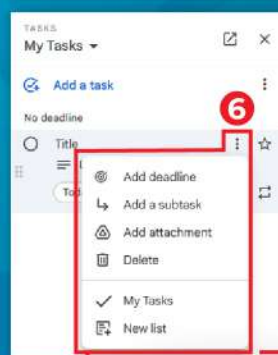 TASKS
My Tasks
Add a task
6
No deadline
Title
Add deadline
Add a subtask
Add attachment
Delete
My Tasks
New list